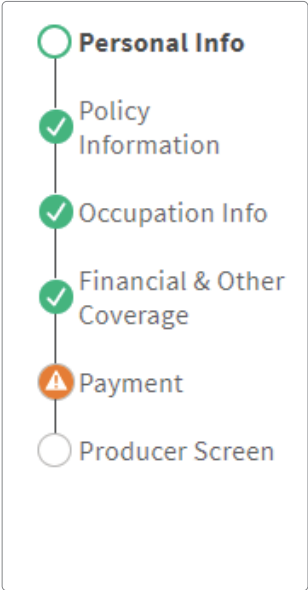 Personal Info
Policy
Information
Occupation Info
Financial & Other
Coverage
Payment
Producer Screen